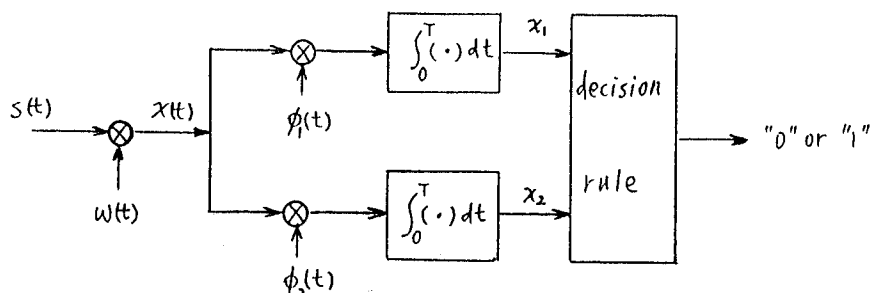 S(t)
x(t)
w(t)
ϕ₁(t)
∫₀ᵀ(·)dt
x₁
ϕ₂(t)
∫₀ᵀ(·)dt
x₂
decision
rule
"0" or "1"